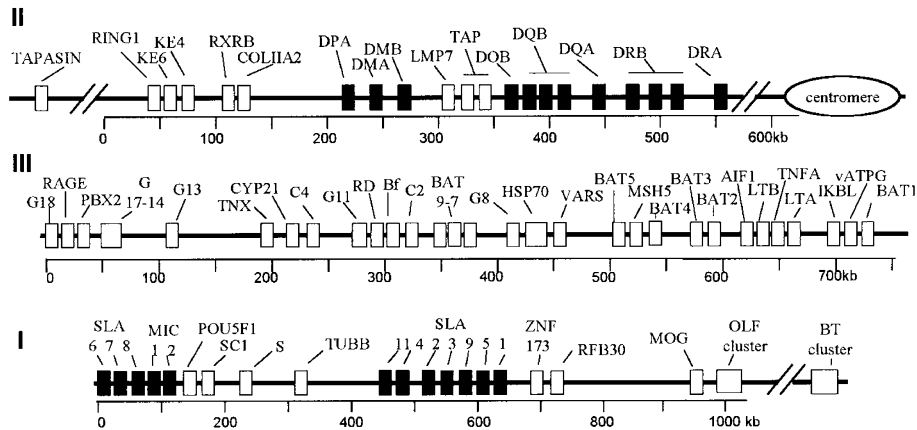 II
TAPASIN RING1 KE6 KE4 RXRB COLIIA2 DPA DMA DMB LMP7 TAP DOB DQB DQA DRB DRA
centromere
0 100 200 300 400 500 600kb
III
G18 RAGE PBX2 G 17-14 G13 TNX CYP21 C4 G11 RD Bf C2 BAT 9-7 G8 HSP70 VARS BAT5 MSH5 BAT4 BAT3 BAT2 AIF1 LTB TNFA LTA IKBL vATPG BAT1
0 100 200 300 400 500 600 700kb
I
SLA 6 7 8 MIC 1 2 POU5F1 SC1 S TUBB SLA 11 4 2 3 9 5 1 ZNF 173 RFB30 MOG OLF cluster BT cluster
0 200 400 600 800 1000 kb